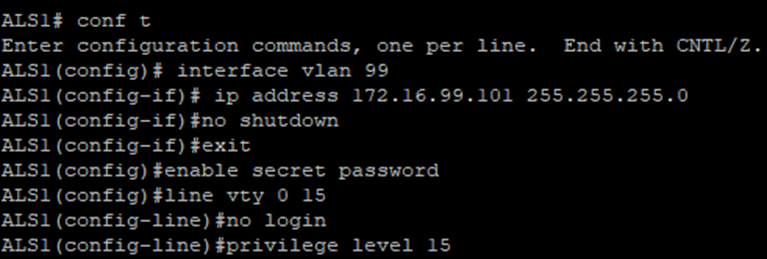 ALS1# conf t
Enter configuration commands, one per line.  End with CNTL/Z.
ALS1(config)# interface vlan 99
ALS1(config-if)# ip address 172.16.99.101 255.255.255.0
ALS1(config-if)#no shutdown
ALS1(config-if)#exit
ALS1(config)#enable secret password
ALS1(config)#line vty 0 15
ALS1(config-line)#no login
ALS1(config-line)#privilege level 15